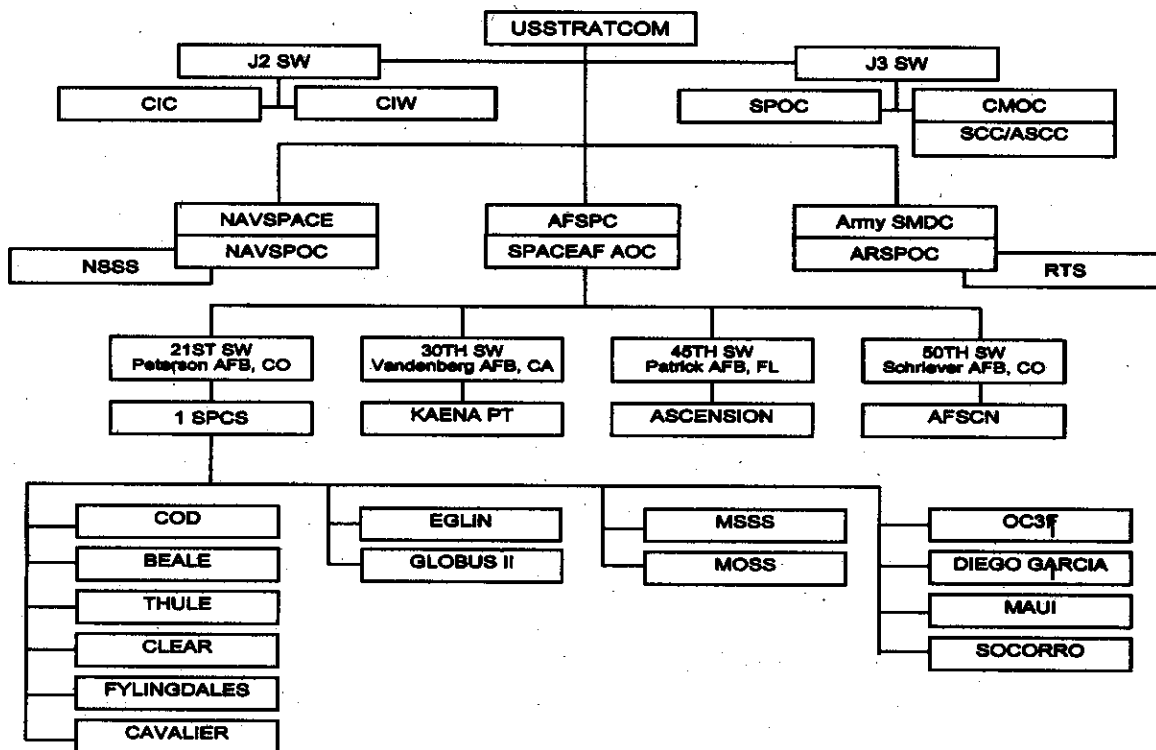 USSTRATCOM
J2 SW
J3 SW
CIC
CIW
SPOC
CMOC
SCC/ASCC
NAVSPACE
NAVSPOC
NSSS
AFSPC
SPACEAF AOC
Army SMDC
ARSPOC
RTS
21ST SW
Peterson AFB, CO
30TH SW
Vandenberg AFB, CA
45TH SW
Patrick AFB, FL
50TH SW
Schriever AFB, CO
1 SPCS
KAENA PT
ASCENSION
AFSCN
COD
BEALE
THULE
CLEAR
FYLINGDALES
CAVALIER
EGLIN
GLOBUS II
MSSS
MOSS
OC3F
DIEGO GARCIA
MAUI
SOCORRO